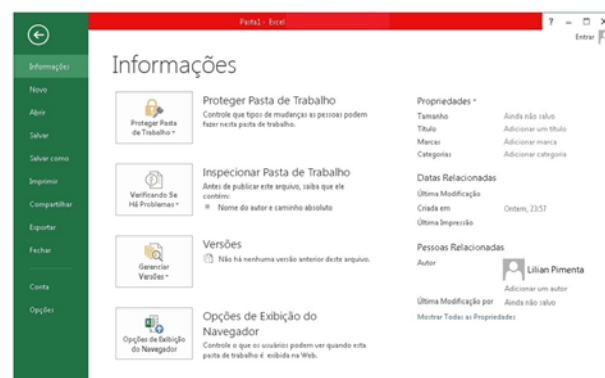 Pasta1 - Excel
?
Entrar
Informações
Novo
Abrir
Salvar
Salvar como
Imprimir
Compartilhar
Exportar
Fechar
Conta
Opções
Informações
Proteger Pasta
de Trabalho
Proteger Pasta de Trabalho
Controle que tipos de mudanças as pessoas podem
fazer nesta pasta de trabalho.
Verificando Se
Há Problemas
Inspecionar Pasta de Trabalho
Antes de publicar este arquivo, saiba que ele
contém:
Nome do autor e caminho absoluto
Gerenciar
Versões
Versões
Não há nenhuma versão anterior deste arquivo.
Opções de Exibição
do Navegador
Opções de Exibição do
Navegador
Controle o que os usuários podem ver quando esta
pasta de trabalho é exibida na Web.
Propriedades
Tamanho Ainda não salvo
Título Adicionar um título
Marcas Adicionar marca
Categorias Adicionar categoria
Datas Relacionadas
Última Modificação
Criada em Ontem, 23:57
Última Impressão
Pessoas Relacionadas
Autor Lilian Pimenta
Adicionar um autor
Última Modificação por Ainda não salvo
Mostrar Todas as Propriedades